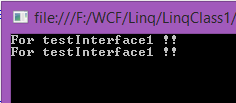 file:///F:/WCF/Linq/LinqClass1/
For testInterface1 !!
For testInterface1 !!